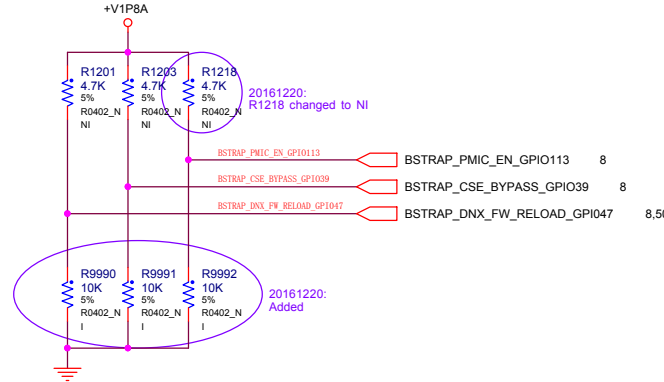 +V1P8A
R1201
4.7K
5%
R0402_N
NI
R1203
4.7K
5%
R0402_N
NI
R1218
4.7K
5%
R0402_N
NI
20161220:
R1218 changed to NI
BSTRAP_PMIC_EN_GPIO113
BSTRAP_PMIC_EN_GPIO113 8
BSTRAP_CSE_BYPASS_GPIO39
BSTRAP_CSE_BYPASS_GPIO39 8
BSTRAP_DNX_FW_RELOAD_GPI047
BSTRAP_DNX_FW_RELOAD_GPI047 8,50
R9990
10K
5%
R0402_N
I
R9991
10K
5%
R0402_N
I
R9992
10K
5%
R0402_N
I
20161220:
Added